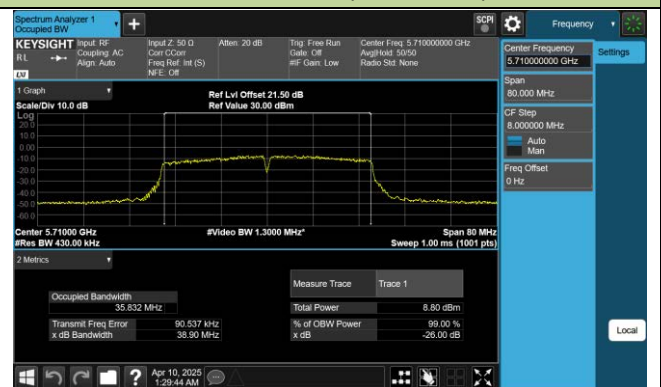 Spectrum Analyzer 1
Occupied BW
SCPI
Frequency
KEYSIGHT
RL
Input: RF
Coupling: AC
Align: Auto
Input Z: 50 Ω
Corr CCorr
Freq Ref: Int (S)
NFE: Off
Atten: 20 dB
Trig: Free Run
Gate: Off
#IF Gain: Low
Center Freq: 5.710000000 GHz
Avg|Hold: 50/50
Radio Std: None
Center Frequency
5.710000000 GHz
Settings
Span
80.000 MHz
CF Step
8.000000 MHz
Auto
Man
Freq Offset
0 Hz
Local
1 Graph
Scale/Div 10.0 dB
Ref Lvl Offset 21.50 dB
Ref Value 30.00 dBm
Log
20.0
10.0
0.00
-10.0
-20.0
-30.0
-40.0
-50.0
-60.0
Center 5.71000 GHz
#Res BW 430.00 kHz
#Video BW 1.3000 MHz*
Span 80 MHz
Sweep 1.00 ms (1001 pts)
2 Metrics
Measure Trace Trace 1
Occupied Bandwidth
35.832 MHz
Total Power 8.80 dBm
Transmit Freq Error 90.537 kHz
% of OBW Power 99.00 %
x dB Bandwidth 38.90 MHz
x dB -26.00 dB
Apr 10, 2025
1:29:44 AM